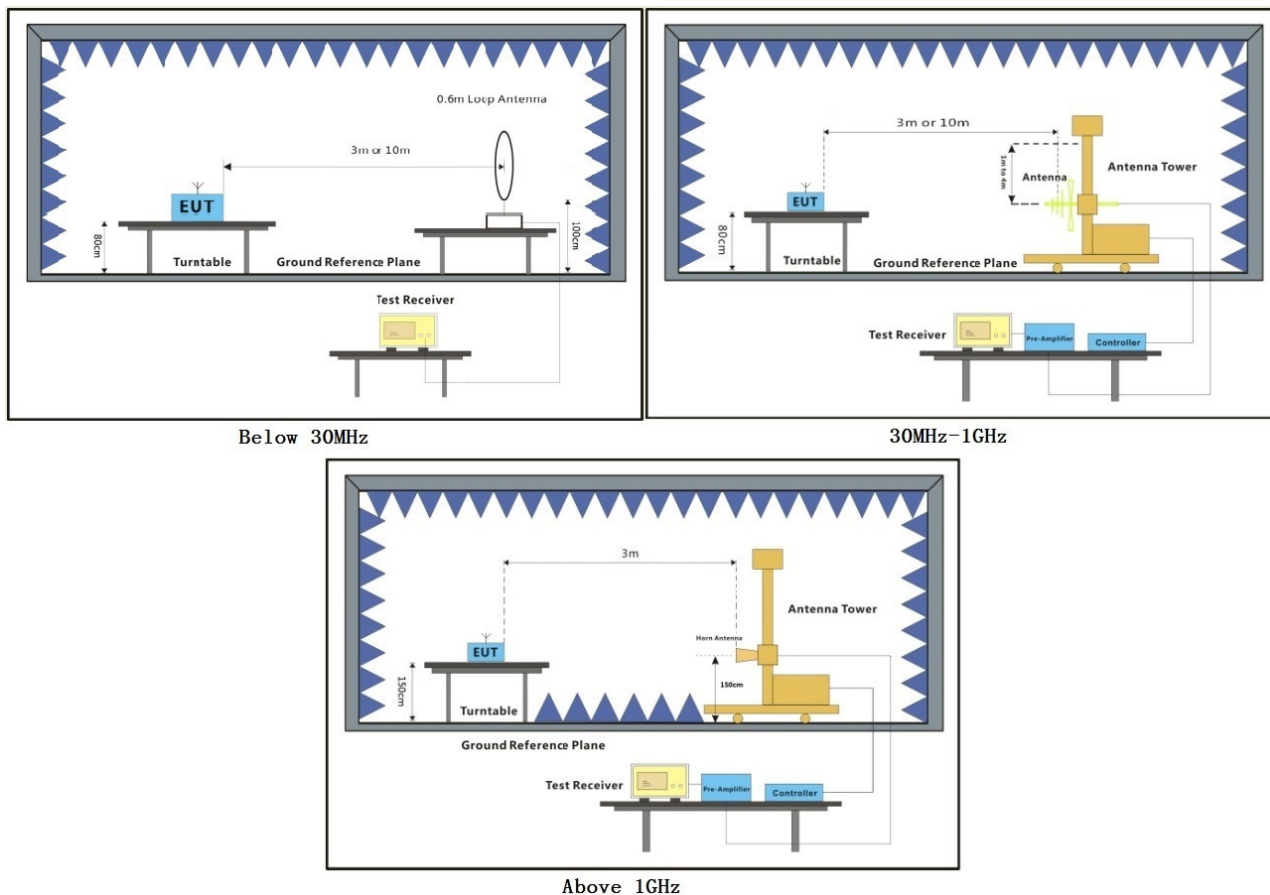 0.6m Loop Antenna
3m or 10m
EUT
80cm
100cm
Turntable
Ground Reference Plane
Test Receiver
Below 30MHz
3m or 10m
1m to 4m
Antenna
Antenna Tower
EUT
80cm
Turntable
Ground Reference Plane
Test Receiver
Pre-Amplifier
Controller
30MHz-1GHz
3m
Antenna Tower
Horn Antenna
EUT
150cm
150cm
Turntable
Ground Reference Plane
Test Receiver
Pre-Amplifier
Controller
Above 1GHz